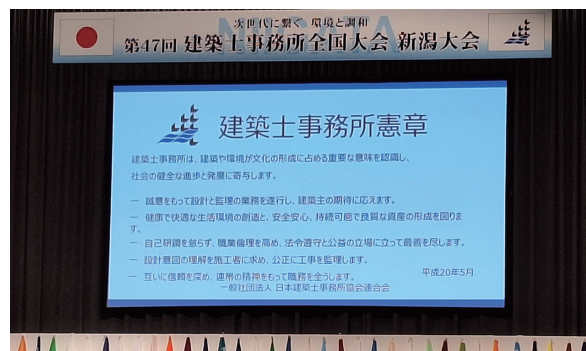 次世代に繋ぐ 環境と調和
第47回 建築士事務所全国大会 新潟大会
建築士事務所憲章
建築士事務所は、建築や環境が文化の形成に占める重要な意味を認識し、
社会の健全な進歩と発展に寄与します。
一 誠意をもって設計と監理の業務を遂行し、建築主の期待に応えます。
一 健康で快適な生活環境の創造と、安全安心、持続可能で良質な資産の形成を図りま
す。
一 自己研鑽を怠らず、職業倫理を高め、法令遵守と公益の立場に立って最善を尽します。
一 設計意図の理解を施工者に求め、公正に工事を監理します。
一 互いに信頼を深め、連帯の精神をもって職務を全うします。
平成20年5月
一般社団法人 日本建築士事務所協会連合会